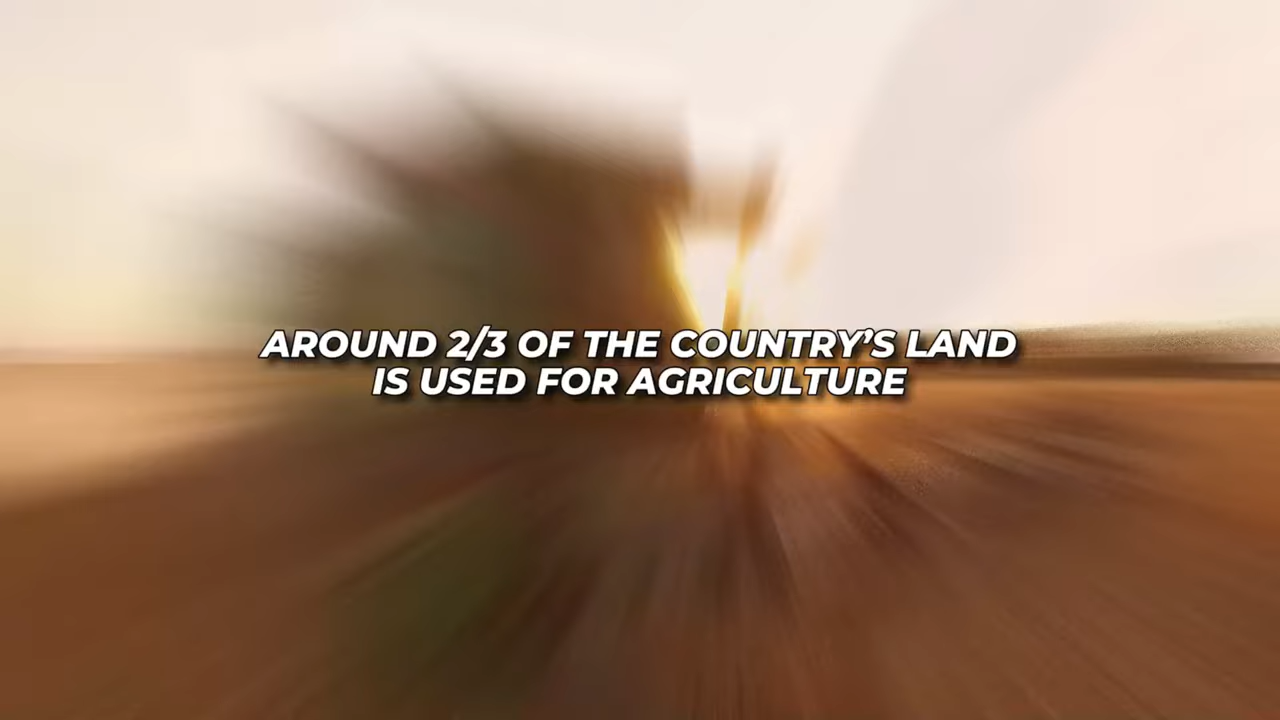 AROUND 2/3 OF THE COUNTRY’S LAND
IS USED FOR AGRICULTURE